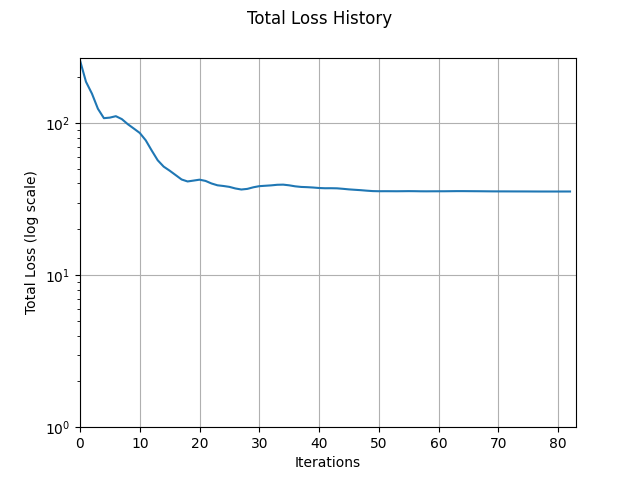 Total Loss History
Total Loss (log scale)
10²
10¹
10⁰
0 10 20 30 40 50 60 70 80
Iterations